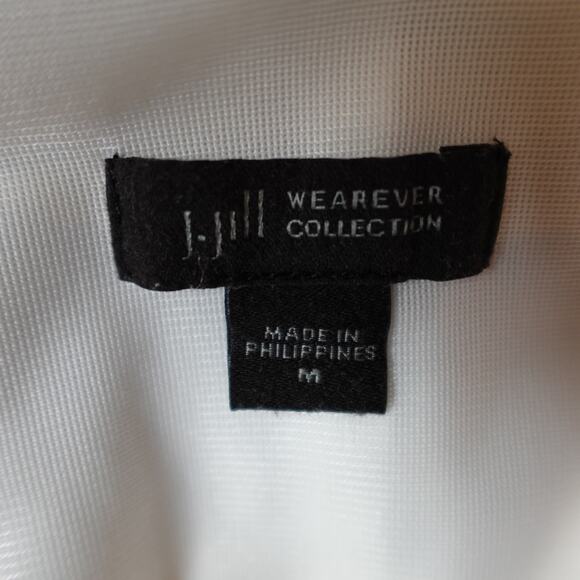 J.Jill WEAREVER
COLLECTION
MADE IN
PHILIPPINES
M